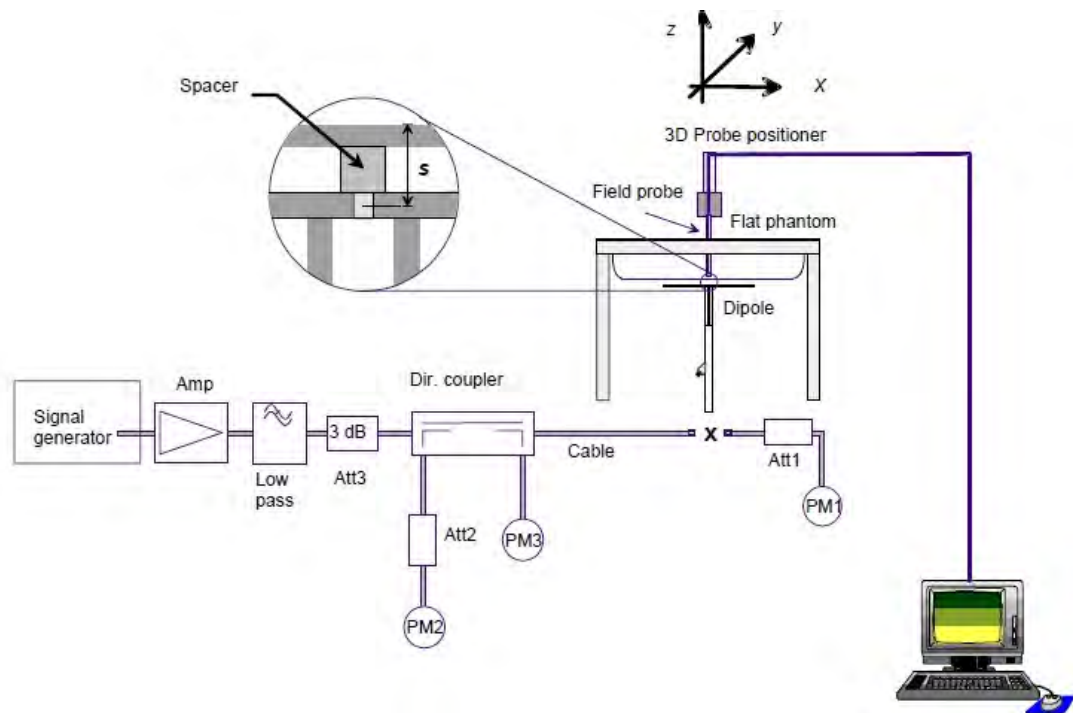 z
y
X
Spacer
s
3D Probe positioner
Field probe
Flat phantom
Dipole
Dir. coupler
Amp
Signal
generator
3 dB
Low
pass
Att3
Cable
x
Att1
PM1
Att2
PM3
PM2